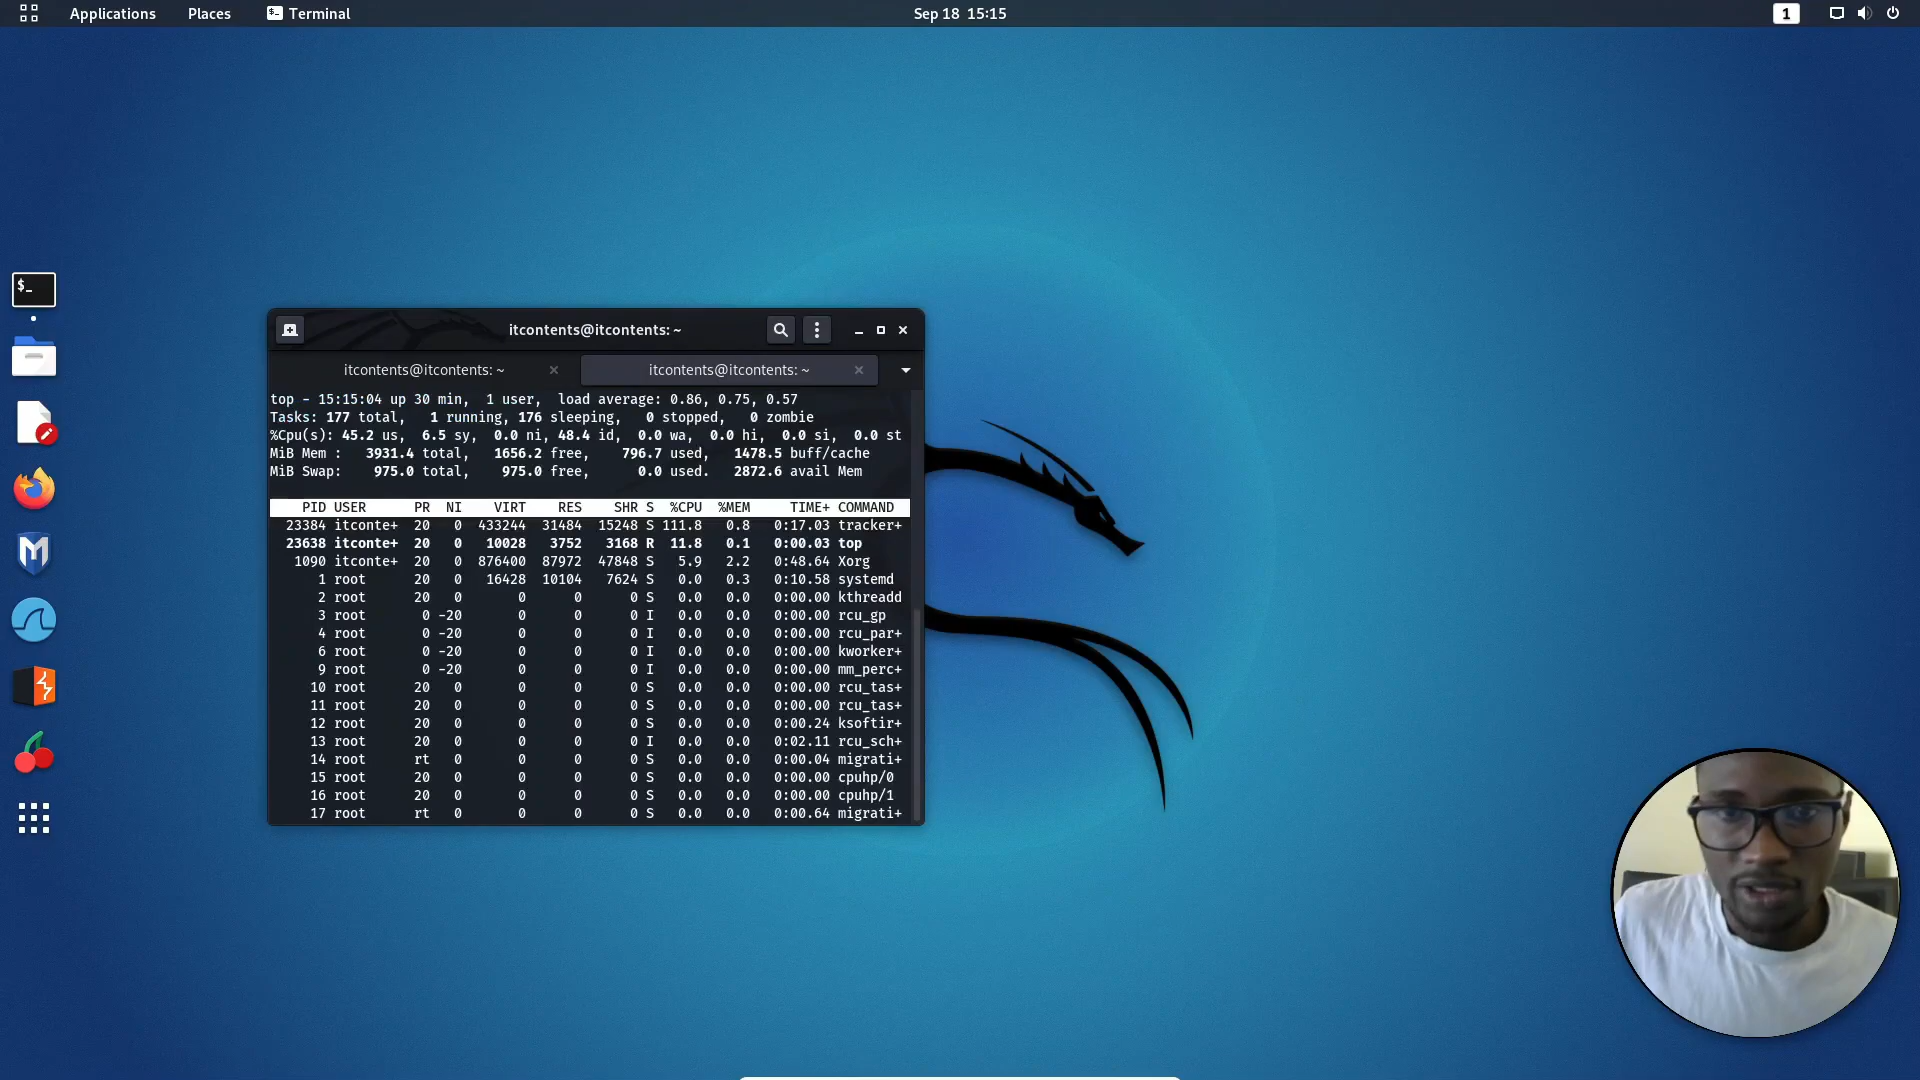 Applications Places Terminal Sep 18 15:15 1
$_
itcontents@itcontents: ~
itcontents@itcontents: ~ itcontents@itcontents: ~
top - 15:15:04 up 30 min, 1 user, load average: 0.86, 0.75, 0.57
Tasks: 177 total, 1 running, 176 sleeping, 0 stopped, 0 zombie
%Cpu(s): 45.2 us, 6.5 sy, 0.0 ni, 48.4 id, 0.0 wa, 0.0 hi, 0.0 si, 0.0 st
MiB Mem : 3931.4 total, 1656.2 free, 796.7 used, 1478.5 buff/cache
MiB Swap: 975.0 total, 975.0 free, 0.0 used. 2872.6 avail Mem
PID USER PR NI VIRT RES SHR S %CPU %MEM TIME+ COMMAND
23384 itconte+ 20 0 433244 31484 15248 S 111.8 0.8 0:17.03 tracker+
23638 itconte+ 20 0 10028 3752 3168 R 11.8 0.1 0:00.03 top
1090 itconte+ 20 0 876400 87972 47848 S 5.9 2.2 0:48.64 Xorg
1 root 20 0 16428 10104 7624 S 0.0 0.3 0:10.58 systemd
2 root 20 0 0 0 0 S 0.0 0.0 0:00.00 kthreadd
3 root 0 -20 0 0 0 I 0.0 0.0 0:00.00 rcu_gp
4 root 0 -20 0 0 0 I 0.0 0.0 0:00.00 rcu_par+
6 root 0 -20 0 0 0 I 0.0 0.0 0:00.00 kworker+
9 root 0 -20 0 0 0 I 0.0 0.0 0:00.00 mm_perc+
10 root 20 0 0 0 0 S 0.0 0.0 0:00.00 rcu_tas+
11 root 20 0 0 0 0 S 0.0 0.0 0:00.00 rcu_tas+
12 root 20 0 0 0 0 S 0.0 0.0 0:00.24 ksoftir+
13 root 20 0 0 0 0 I 0.0 0.0 0:02.11 rcu_sch+
14 root rt 0 0 0 0 S 0.0 0.0 0:00.04 migrati+
15 root 20 0 0 0 0 S 0.0 0.0 0:00.00 cpuhp/0
16 root 20 0 0 0 0 S 0.0 0.0 0:00.00 cpuhp/1
17 root rt 0 0 0 0 S 0.0 0.0 0:00.64 migrati+